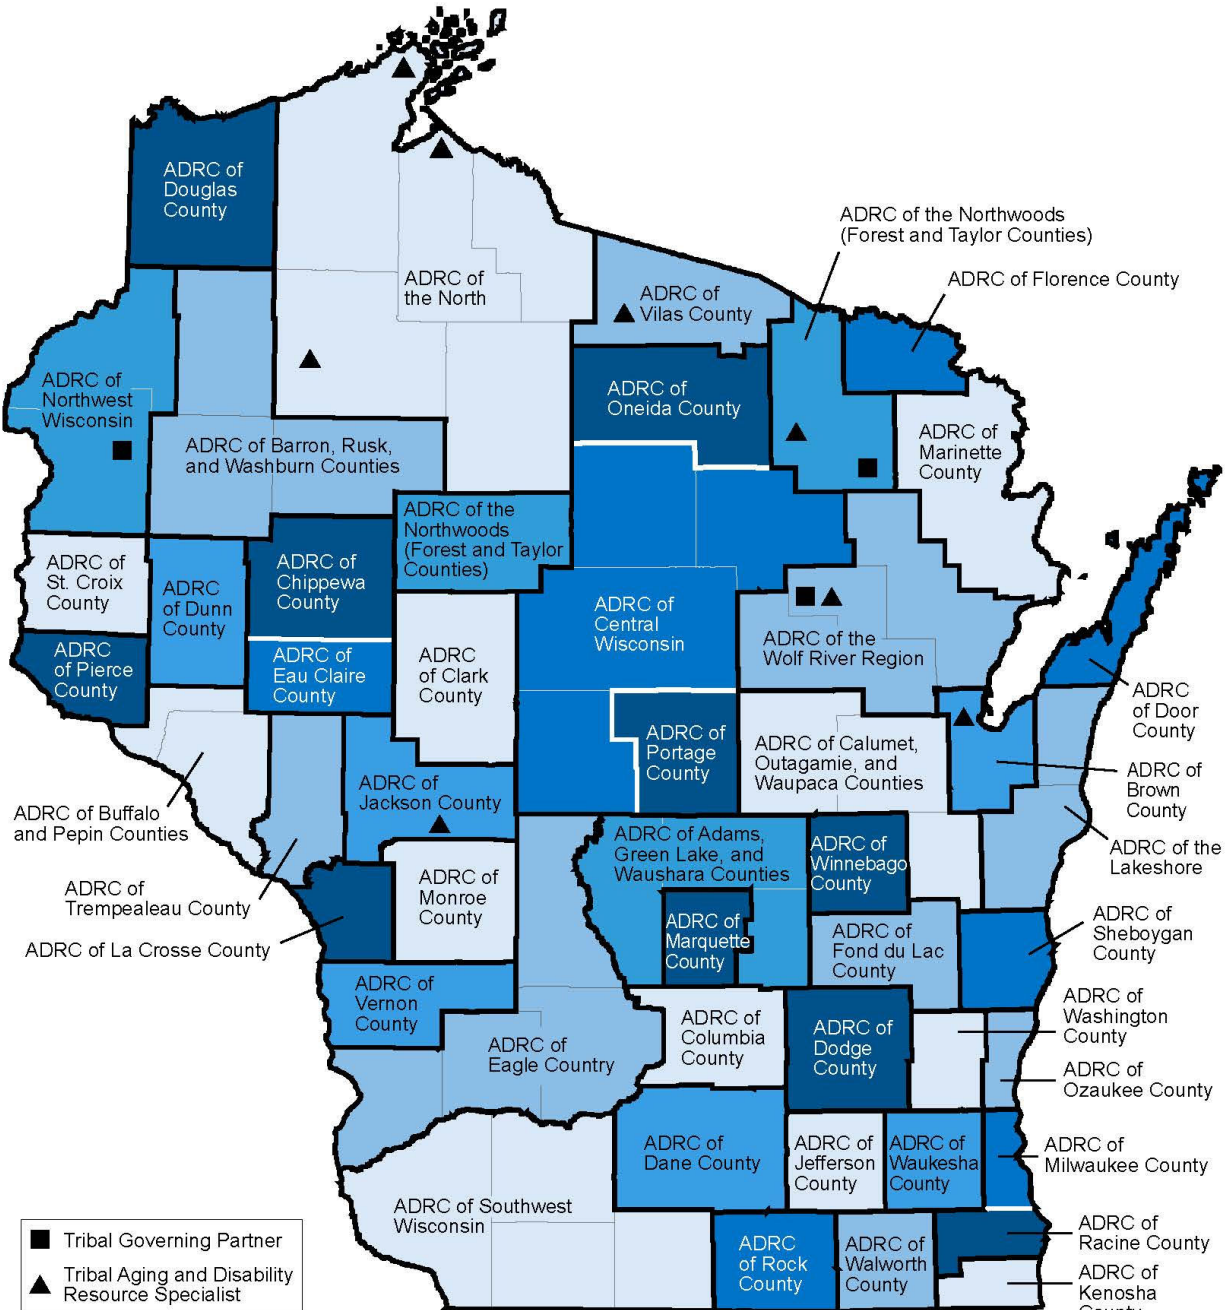 ADRC of
Douglas
County
ADRC of the Northwoods
(Forest and Taylor Counties)
ADRC of Florence County
ADRC of
the North
ADRC of
Vilas County
ADRC of
Northwest
Wisconsin
ADRC of
Oneida County
ADRC of Barron, Rusk,
and Washburn Counties
ADRC of
Marinette
County
ADRC of the
Northwoods
(Forest and Taylor
Counties)
ADRC of
St. Croix
County
ADRC
of Dunn
County
ADRC of
Chippewa
County
ADRC of
Central
Wisconsin
ADRC of the
Wolf River Region
ADRC
of Pierce
County
ADRC of
Eau Claire
County
ADRC
of Clark
County
ADRC
of Door
County
ADRC of
Portage
County
ADRC of Calumet,
Outagamie, and
Waupaca Counties
ADRC of
Brown
County
ADRC of Buffalo
and Pepin Counties
ADRC of
Jackson County
ADRC of the
Lakeshore
ADRC of Adams,
Green Lake, and
Waushara Counties
ADRC of
Winnebago
County
ADRC of
Trempealeau County
ADRC of
Monroe
County
ADRC of La Crosse County
ADRC of
Marquette
County
ADRC of
Fond du Lac
County
ADRC of
Sheboygan
County
ADRC of
Vernon
County
ADRC of
Washington
County
ADRC of
Eagle Country
ADRC of
Columbia
County
ADRC of
Dodge
County
ADRC of
Ozaukee County
ADRC of
Dane County
ADRC of
Jefferson
County
ADRC of
Waukesha
County
ADRC of
Milwaukee County
ADRC of Southwest
Wisconsin
ADRC
of Rock
County
ADRC of
Walworth
County
ADRC of
Racine County
ADRC of
Kenosha
County
Tribal Governing Partner
Tribal Aging and Disability
Resource Specialist